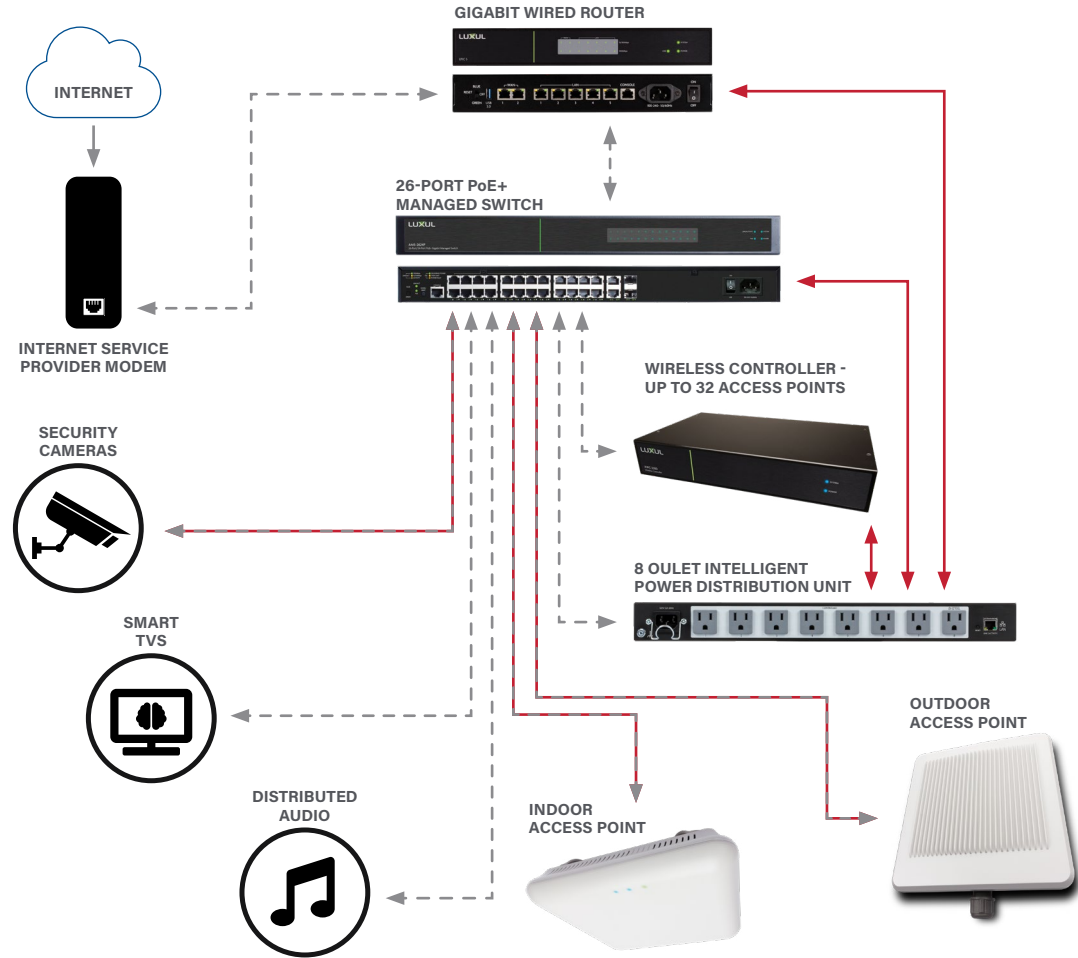 GIGABIT WIRED ROUTER
LUXUL
INTERNET
26-PORT PoE+
MANAGED SWITCH
LUXUL
INTERNET SERVICE
PROVIDER MODEM
WIRELESS CONTROLLER -
UP TO 32 ACCESS POINTS
LUXUL
SECURITY
CAMERAS
8 OULET INTELLIGENT
POWER DISTRIBUTION UNIT
SMART
TVS
OUTDOOR
ACCESS POINT
DISTRIBUTED
AUDIO
INDOOR
ACCESS POINT